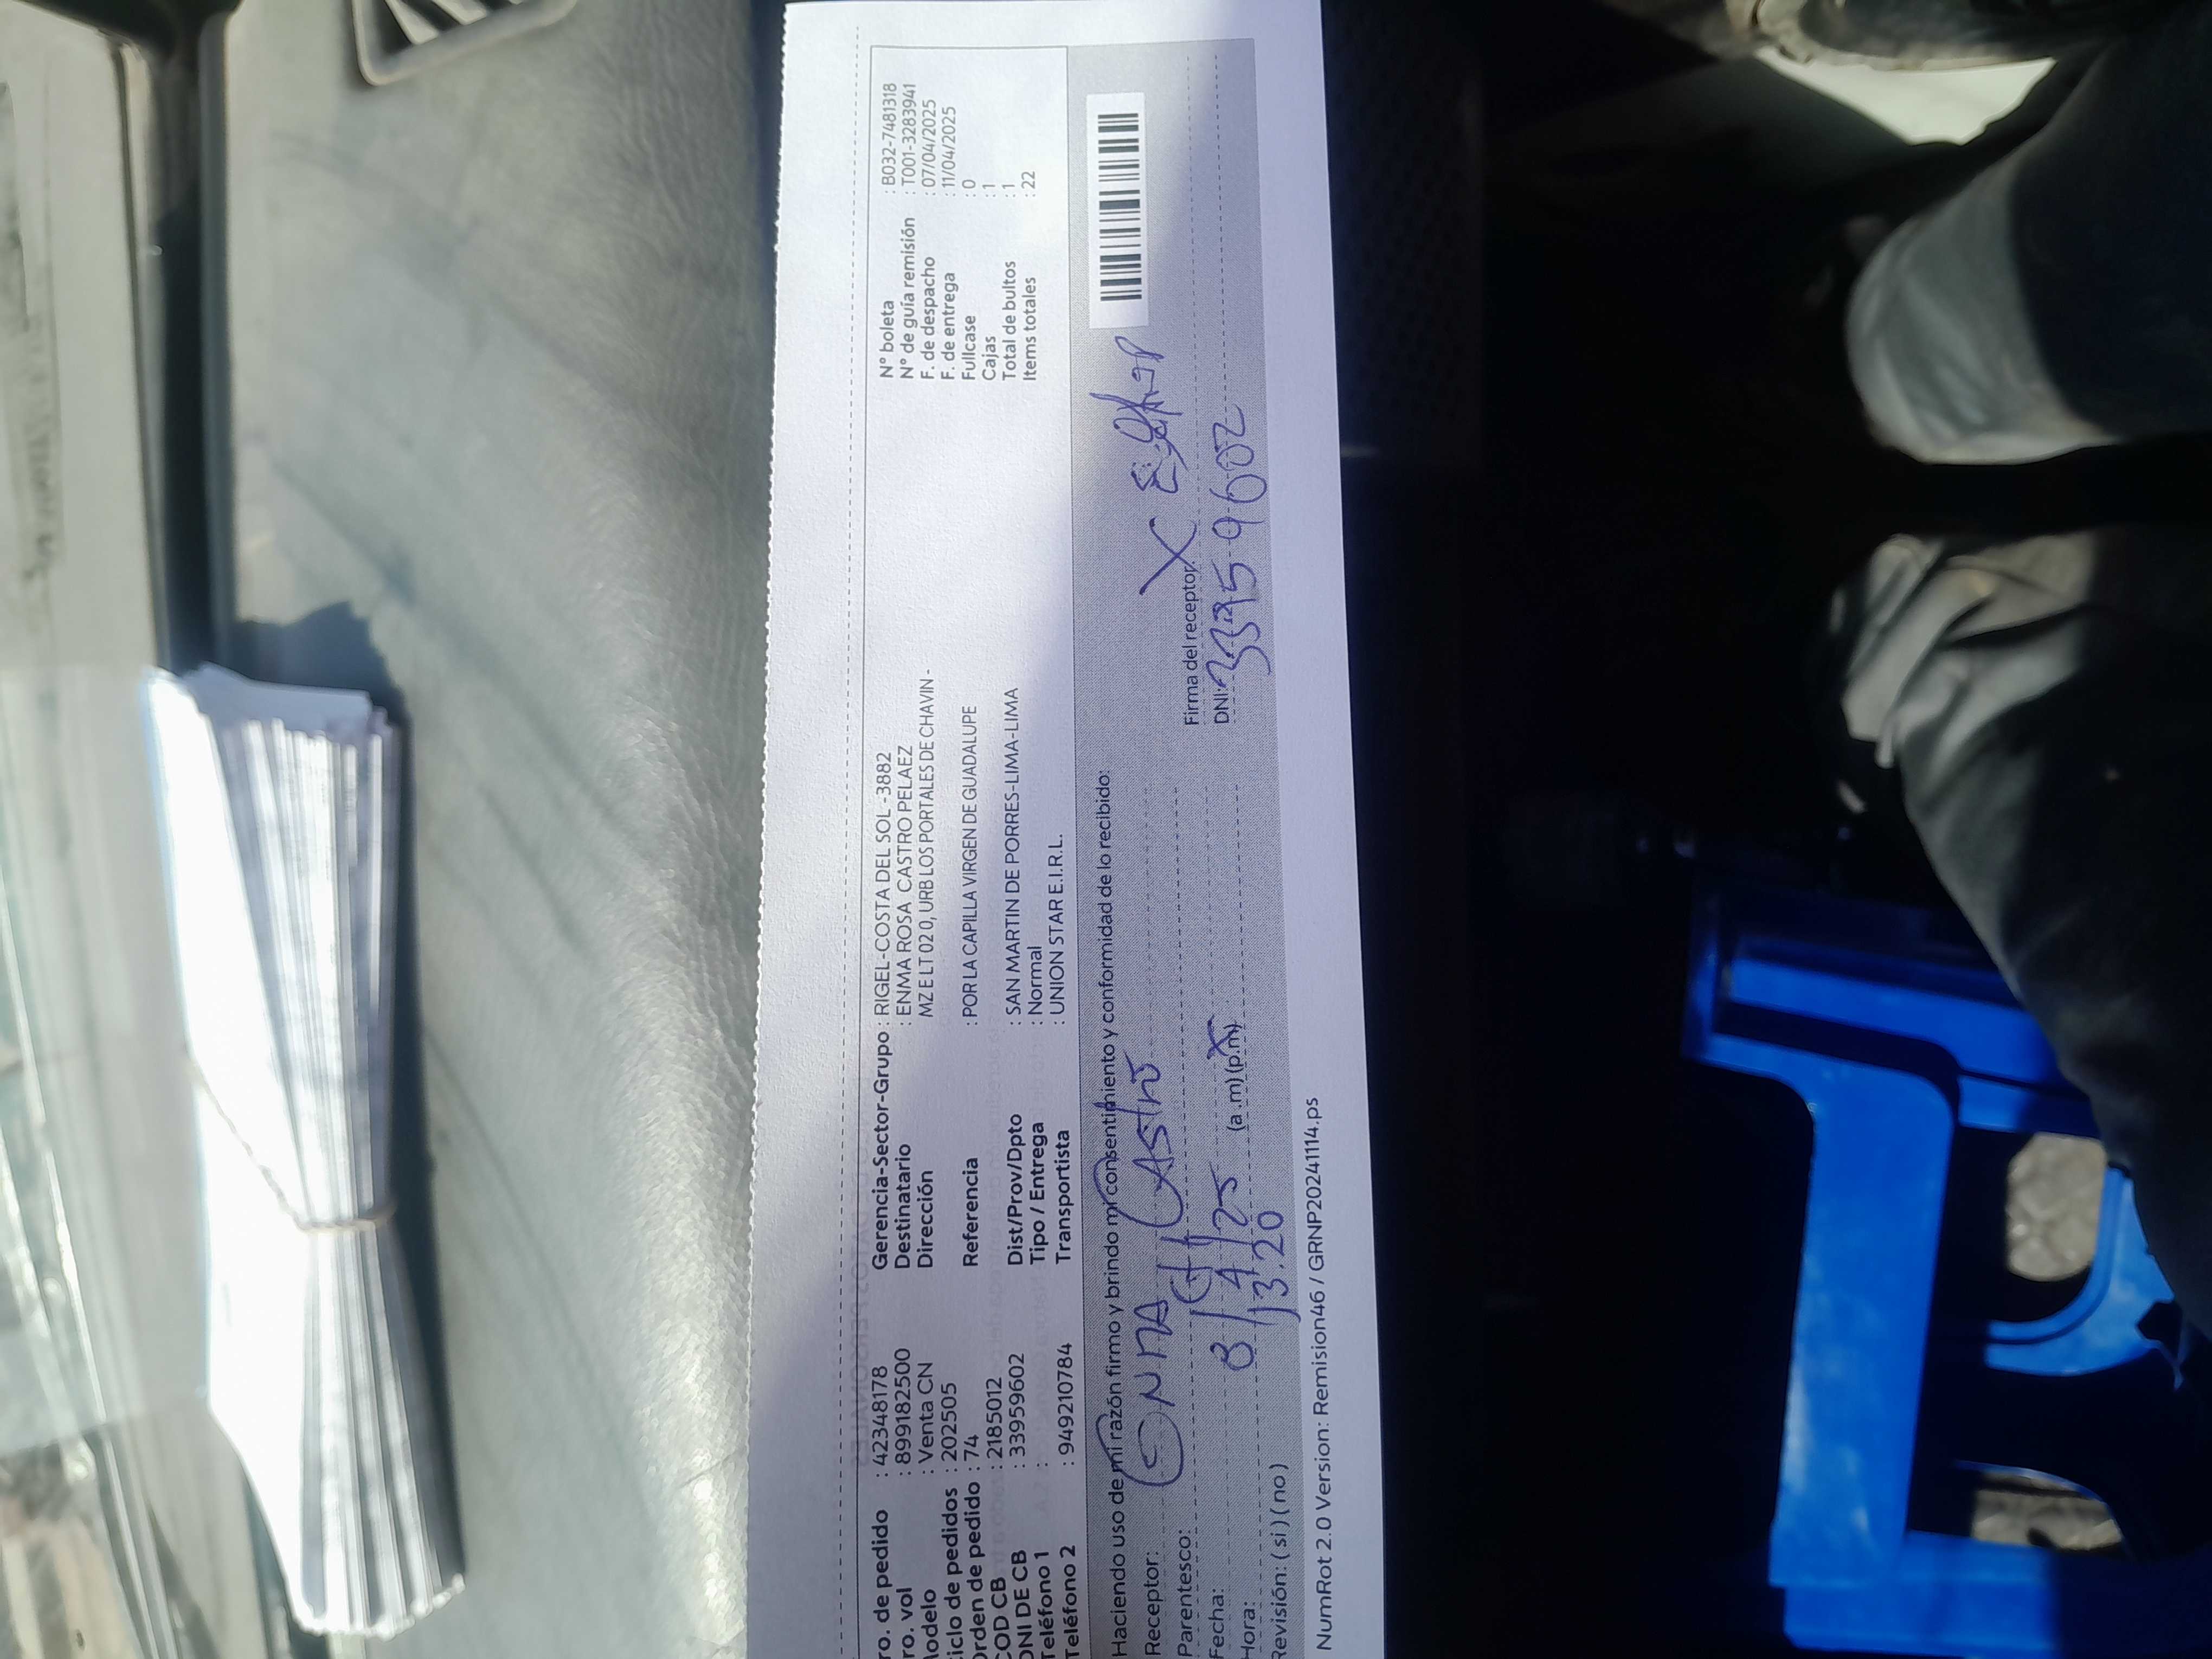 ro. de pedido : 42348178
ro. vol : 899182500
odelo : Venta CN
iclo de pedidos : 202505
Orden de pedido : 74
COD CB : 2185012
DNI DE CB : 33959602
Teléfono 1 :
Teléfono 2 : 949210784
Gerencia-Sector-Grupo : RIGEL-COSTA DEL SOL -3882
Destinatario : ENMA ROSA CASTRO PELAEZ
Dirección MZ E LT 02 0, URB LOS PORTALES DE CHAVIN -
Referencia : POR LA CAPILLA VIRGEN DE GUADALUPE
Dist/Prov/Dpto : SAN MARTIN DE PORRES-LIMA-LIMA
Tipo / Entrega : Normal
Transportista : UNION STAR E.I.R.L.
N° boleta : B032-7481318
N° de guía remisión : T001-3283941
F. de despacho : 07/04/2025
F. de entrega : 11/04/2025
Fullcase : 0
Cajas : 1
Total de bultos : 1
Items totales : 22
Haciendo uso de mi razón firmo y brindo mi consentimiento y conformidad de lo recibido:
Receptor: ENMA CASTRO
Parentesco:
Fecha: 8/4/25
Hora: 13.20 (a.m) (p.m)
Revisión: ( si ) ( no )
Firma del receptor: X
DNI: 33959602
NumRot 2.0 Version: Remision46 / GRNP20241114.ps